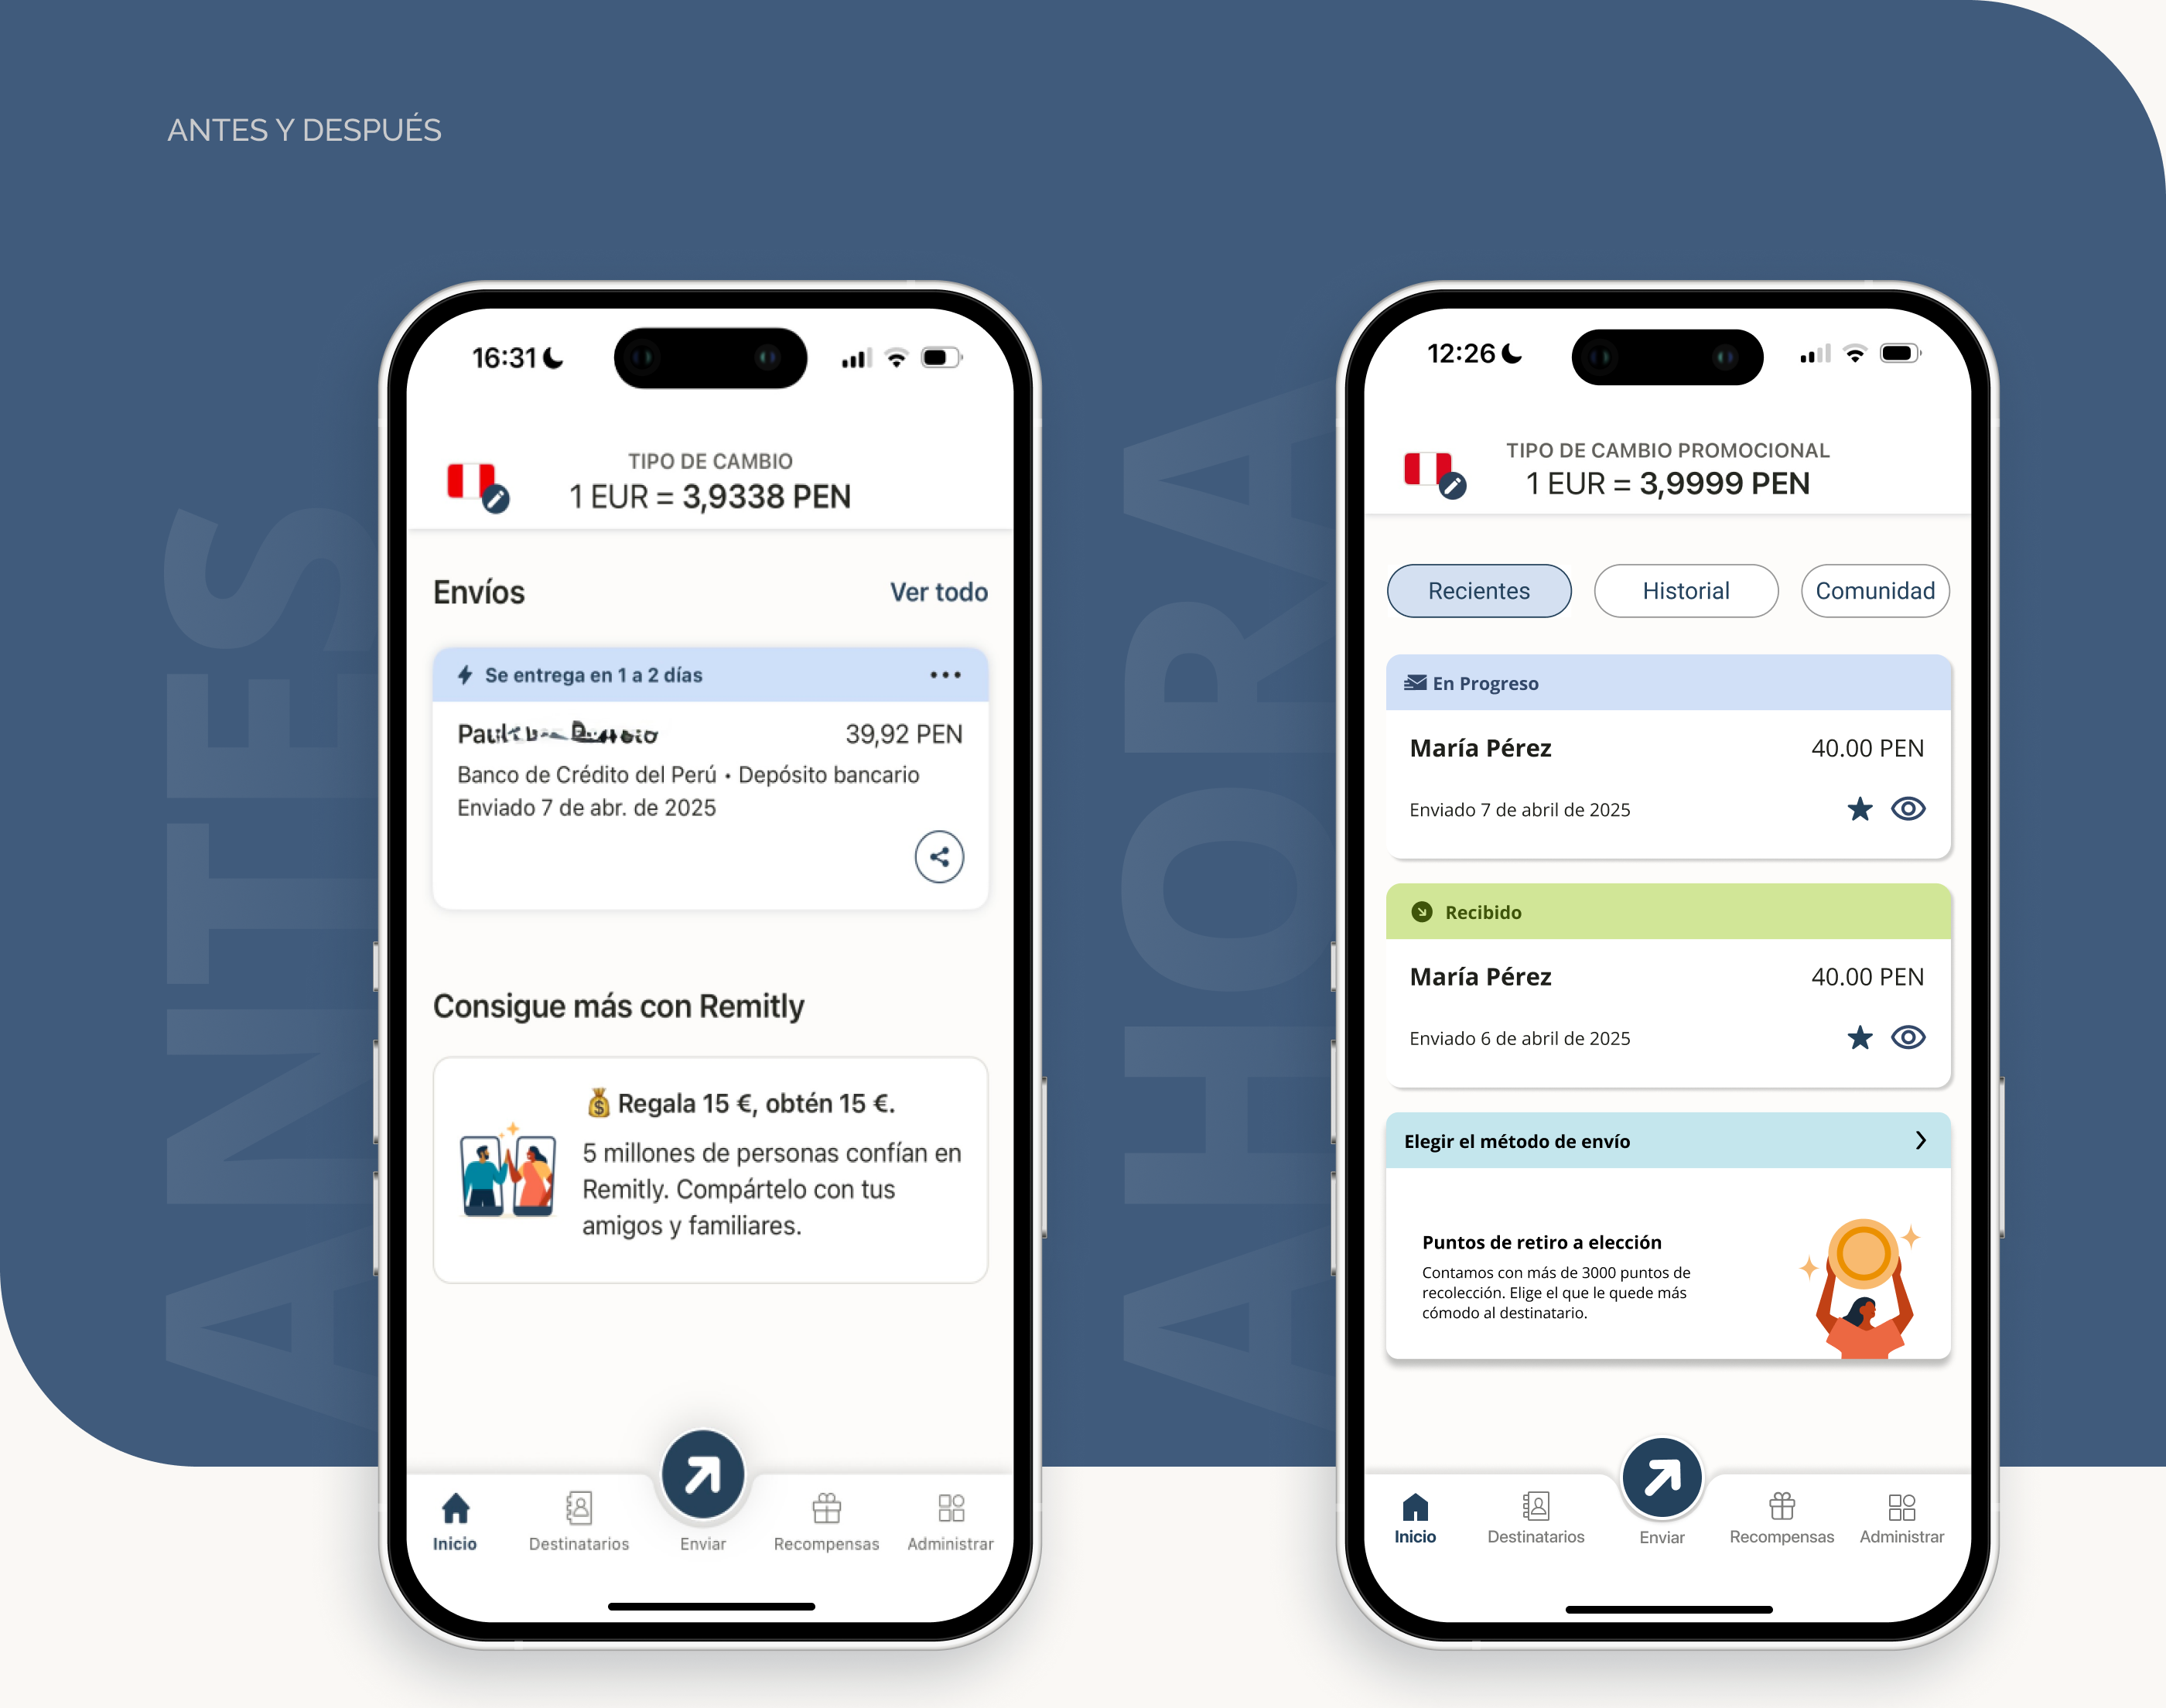 ANTES Y DESPUÉS
ANTES
16:31
TIPO DE CAMBIO
1 EUR = 3,9338 PEN
Envíos
Ver todo
Se entrega en 1 a 2 días
39,92 PEN
Banco de Crédito del Perú • Depósito bancario
Enviado 7 de abr. de 2025
Consigue más con Remitly
Regala 15 €, obtén 15 €.
5 millones de personas confían en
Remitly. Compártelo con tus
amigos y familiares.
Inicio
Destinatarios
Enviar
Recompensas
Administrar
AHORA
12:26
TIPO DE CAMBIO PROMOCIONAL
1 EUR = 3,9999 PEN
Recientes
Historial
Comunidad
En Progreso
María Pérez
40.00 PEN
Enviado 7 de abril de 2025
Recibido
María Pérez
40.00 PEN
Enviado 6 de abril de 2025
Elegir el método de envío
Puntos de retiro a elección
Contamos con más de 3000 puntos de
recolección. Elige el que le quede más
cómodo al destinatario.
Inicio
Destinatarios
Enviar
Recompensas
Administrar